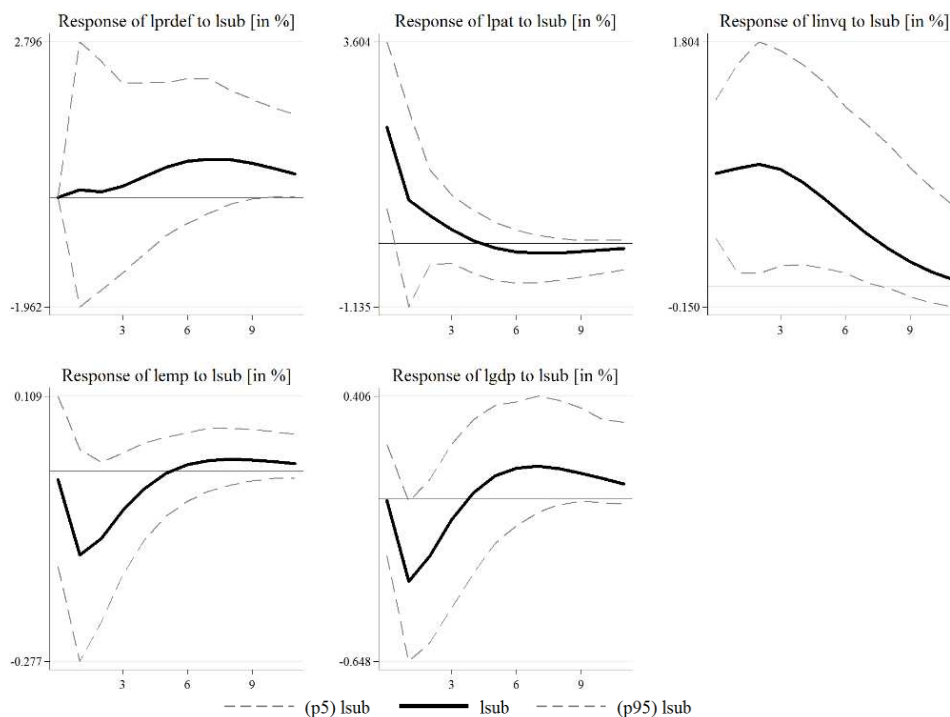 Response of lprdef to lsub [in %]
2.796
-1.962
3 6 9
Response of lpat to lsub [in %]
3.604
-1.135
3 6 9
Response of linvq to lsub [in %]
1.804
-0.150
3 6 9
Response of lemp to lsub [in %]
0.109
-0.277
3 6 9
Response of lgdp to lsub [in %]
0.406
-0.648
3 6 9
(p5) lsub lsub (p95) lsub